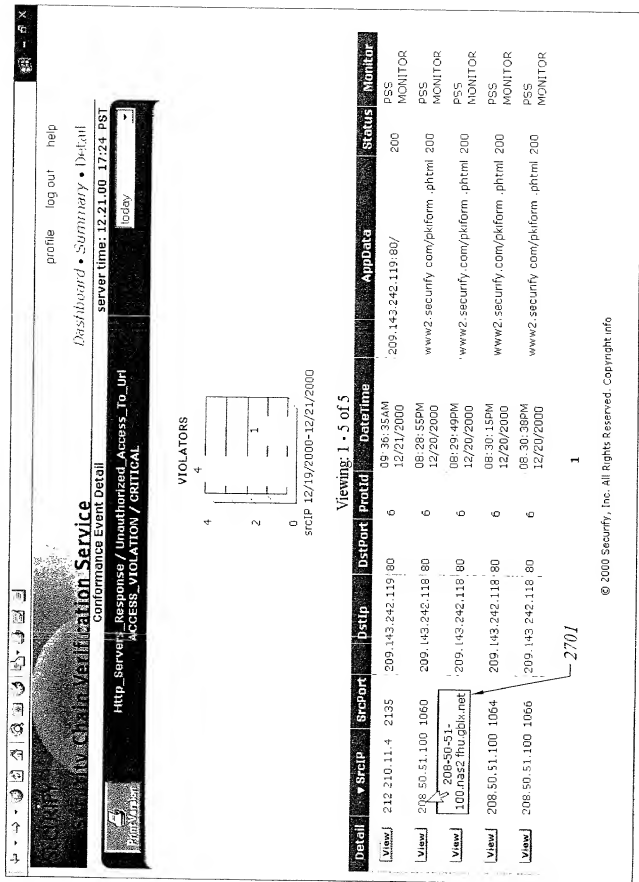 profile log out help
Security Chain Verification Service
Dashboard • Summary • Detail
Conformance Event Detail
server time: 12.21.00 17:24 PST
Http_Servers_Response / Unauthorized_Access_To_Url
ACCESS_VIOLATION / CRITICAL
today
VIOLATORS
4
4
2
1
0
srcIP 12/19/2000-12/21/2000
Viewing: 1 - 5 of 5
Detail ▼ SrcIP SrcPort DstIp DstPort ProtId DateTime AppData Status Monitor
View 212.210.11.4 2135 209.143.242.119 80 6 09:36:35AM 209.143.242.119:80/ 200 PSS
12/21/2000 MONITOR
View 208.50.51.100 1060 209.143.242.118 80 6 08:28:55PM www2.securify.com/pkiform.phtml 200 PSS
12/20/2000 MONITOR
208-50-51-
100.nas2.fhu.gblx.net
View 209.143.242.118 80 6 08:29:49PM www2.securify.com/pkiform.phtml 200 PSS
12/20/2000 MONITOR
View 208.50.51.100 1064 209.143.242.118 80 6 08:30:15PM www2.securify.com/pkiform.phtml 200 PSS
12/20/2000 MONITOR
View 208.50.51.100 1066 209.143.242.118 80 6 08:30:38PM www2.securify.com/pkiform.phtml 200 PSS
12/20/2000 MONITOR
2701
1
© 2000 Securify, Inc. All Rights Reserved. Copyright info